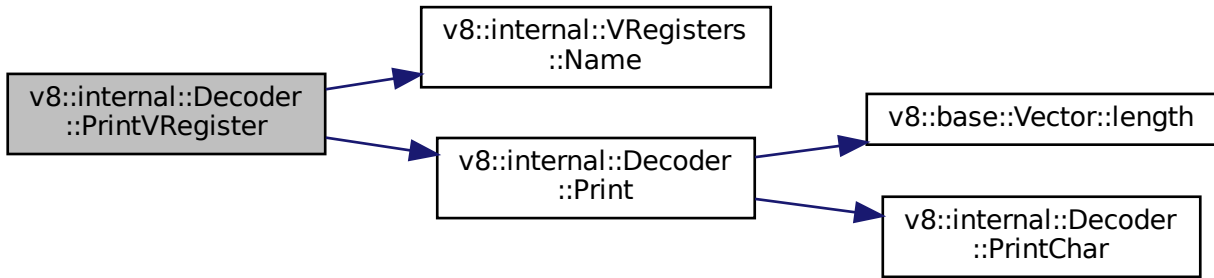 v8::internal::Decoder
::PrintVRegister
v8::internal::VRegisters
::Name
v8::internal::Decoder
::Print
v8::base::Vector::length
v8::internal::Decoder
::PrintChar